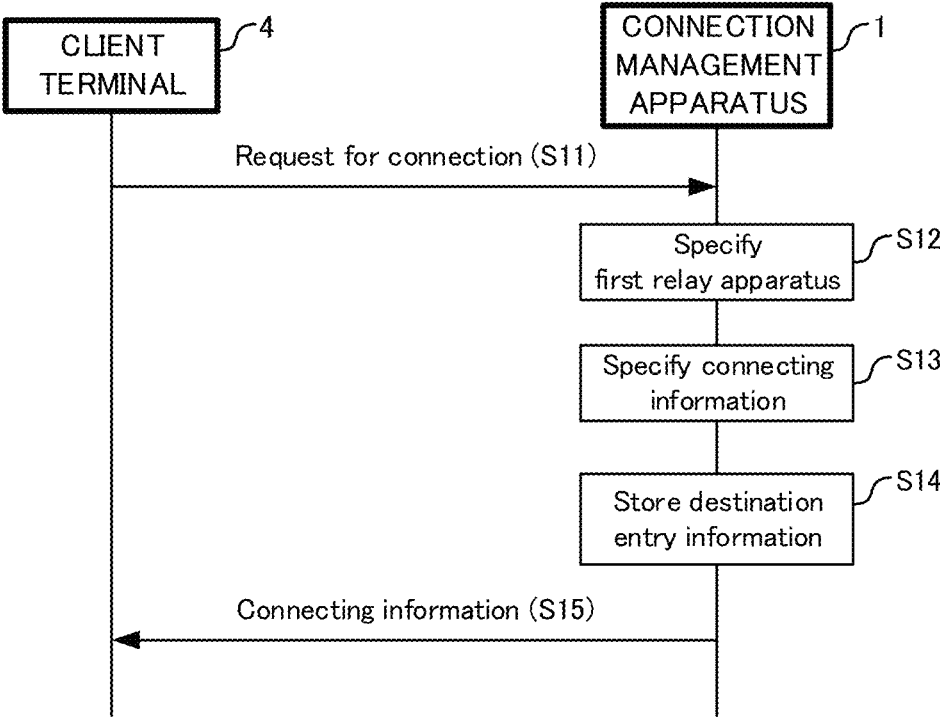 CLIENT
TERMINAL
4
CONNECTION
MANAGEMENT
APPARATUS
1
Request for connection (S11)
Specify
first relay apparatus
S12
Specify connecting
information
S13
Store destination
entry information
S14
Connecting information (S15)